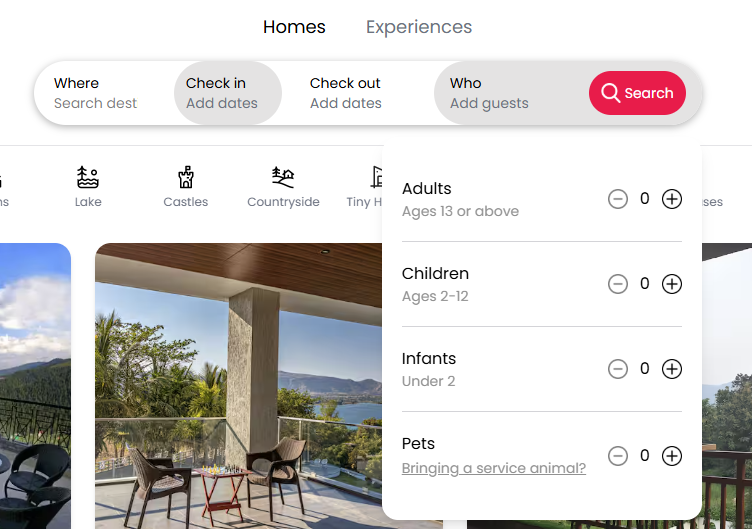 Homes Experiences
Where Check in Check out Who
Search dest Add dates Add dates Add guests Search
Lake Castles Countryside Tiny H
Adults 0
Ages 13 or above
Children 0
Ages 2-12
Infants 0
Under 2
Pets 0
Bringing a service animal?